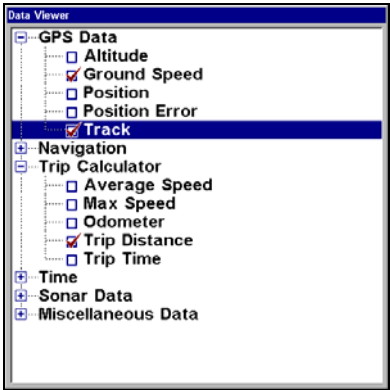 Data Viewer
GPS Data
Altitude
Ground Speed
Position
Position Error
Track
Navigation
Trip Calculator
Average Speed
Max Speed
Odometer
Trip Distance
Trip Time
Time
Sonar Data
Miscellaneous Data